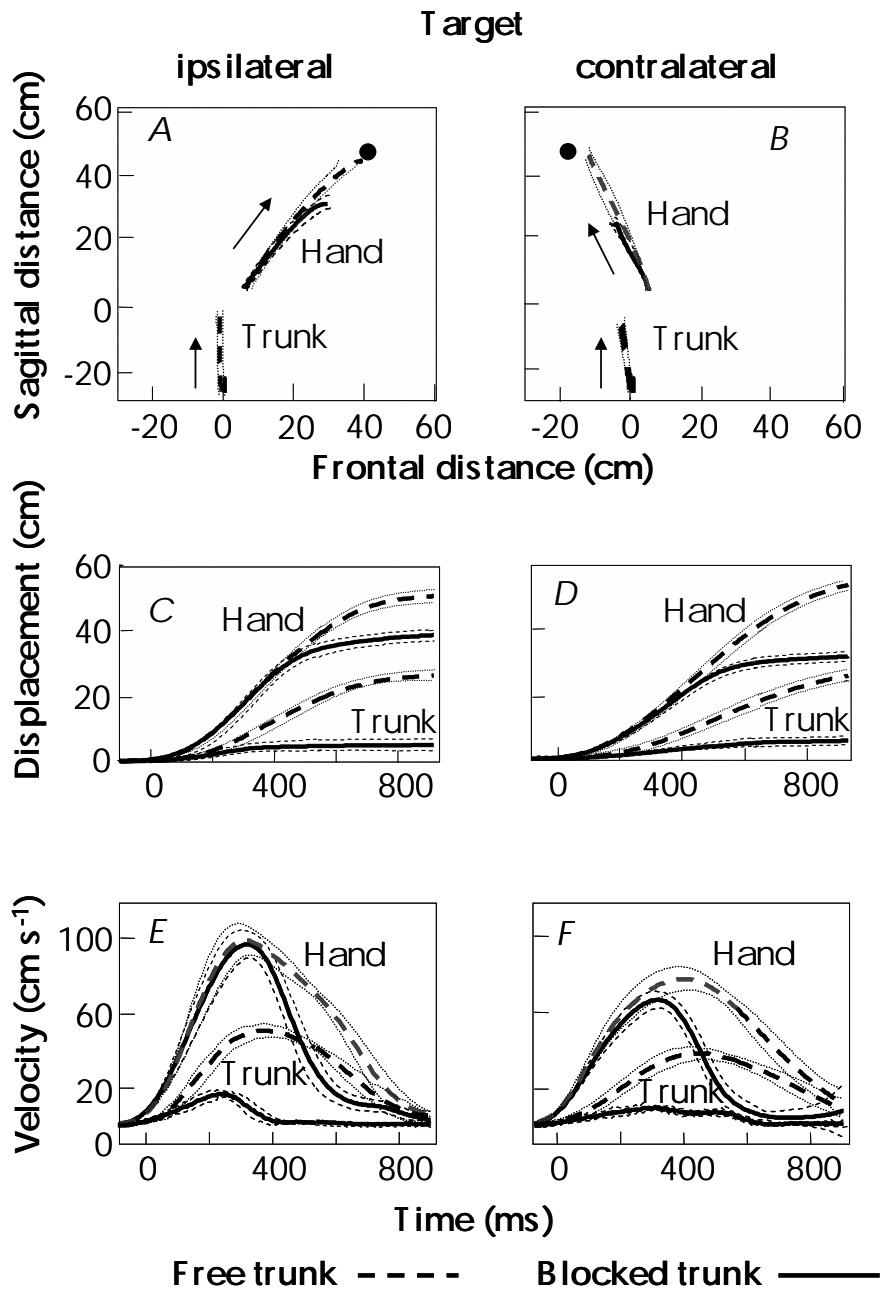 Target
ipsilateral contralateral
Sagittal distance (cm)
60
40
20
0
-20
A
Hand
Trunk
B
Hand
Trunk
-20 0 20 40 60 -20 0 20 40 60
Frontal distance (cm)
Displacement (cm)
60
40
20
0
C
Hand
Trunk
D
Hand
Trunk
0 400 800 0 400 800
Velocity (cm s-1)
100
60
20
0
E
Hand
Trunk
F
Hand
Trunk
0 400 800 0 400 800
Time (ms)
Free trunk Blocked trunk